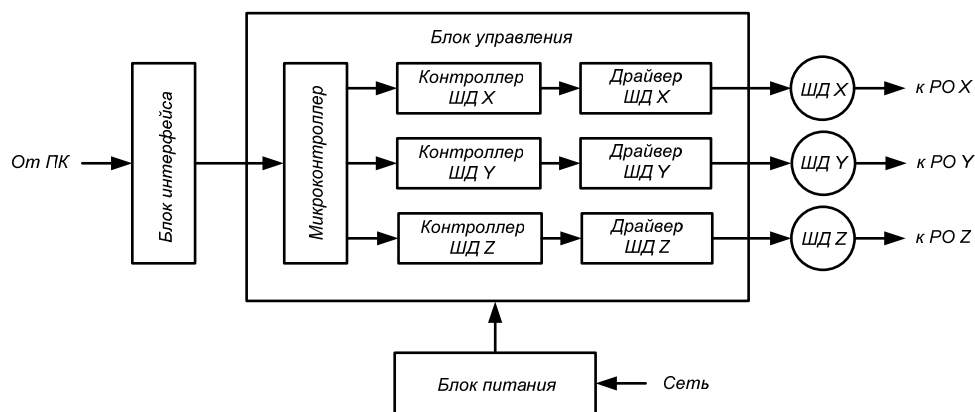 Блок управления
От ПК
Блок интерфейса
Микроконтроллер
Контроллер
ШД X
Драйвер
ШД X
ШД X
к РО X
Контроллер
ШД Y
Драйвер
ШД Y
ШД Y
к РО Y
Контроллер
ШД Z
Драйвер
ШД Z
ШД Z
к РО Z
Блок питания
Сеть